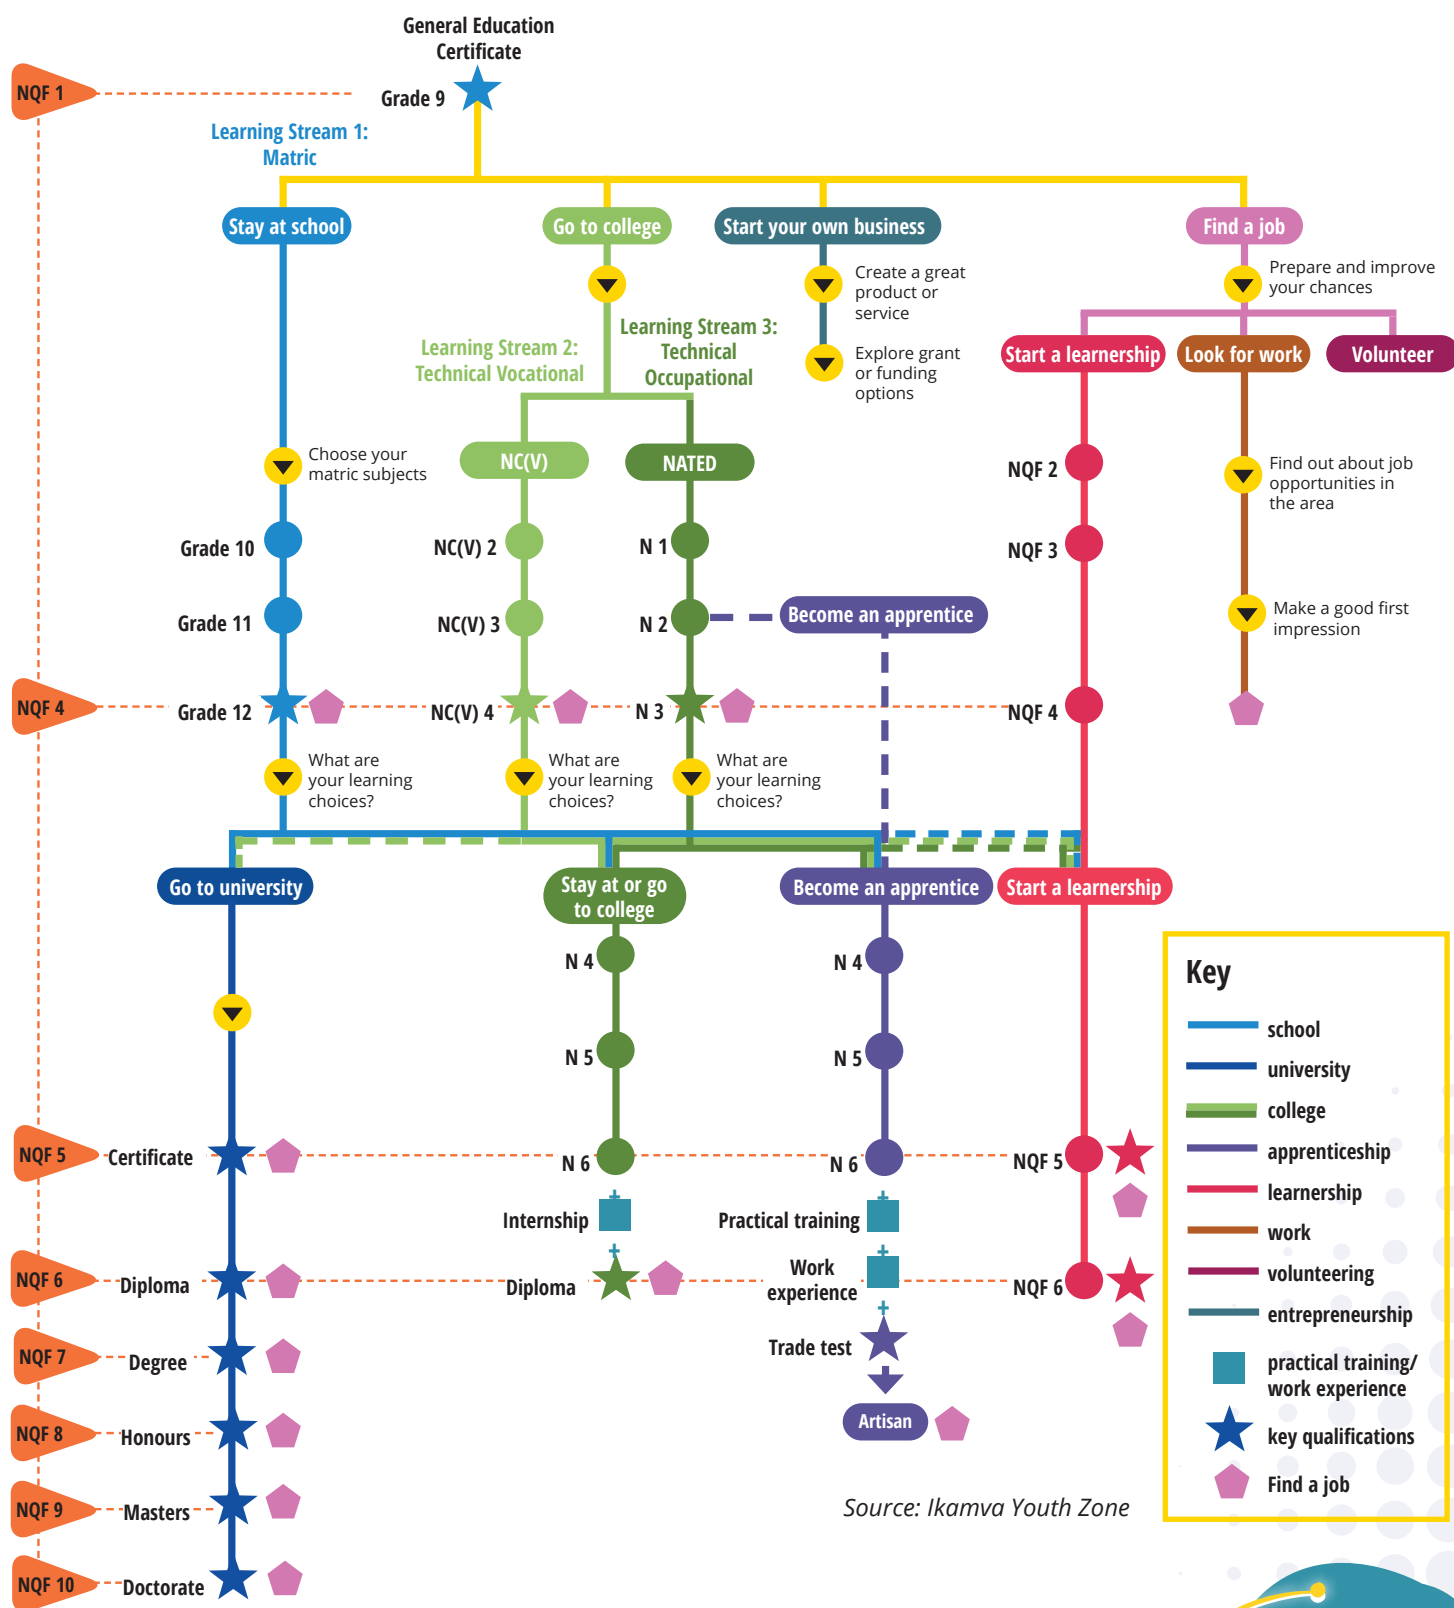 General Education
Certificate
NQF 1
Grade 9
Learning Stream 1:
Matric
Stay at school
Go to college
Start your own business
Find a job
Create a great
product or
service
Prepare and improve
your chances
Learning Stream 2:
Technical Vocational
Learning Stream 3:
Technical
Occupational
Explore grant
or funding
options
Start a learnership
Look for work
Volunteer
Choose your
matric subjects
NC(V)
NATED
NQF 2
Find out about job
opportunities in
the area
Grade 10
NC(V) 2
N 1
NQF 3
Grade 11
NC(V) 3
N 2
Become an apprentice
Make a good first
impression
NQF 4
Grade 12
NC(V) 4
N 3
NQF 4
What are
your learning
choices?
What are
your learning
choices?
What are
your learning
choices?
Go to university
Stay at or go
to college
Become an apprentice
Start a learnership
N 4
N 4
N 5
N 5
NQF 5
Certificate
N 6
N 6
NQF 5
Internship
Practical training
NQF 6
Diploma
Diploma
Work
experience
NQF 6
NQF 7
Degree
Trade test
NQF 8
Honours
Artisan
NQF 9
Masters
NQF 10
Doctorate
Key
school
university
college
apprenticeship
learnership
work
volunteering
entrepreneurship
practical training/
work experience
key qualifications
Find a job
Source: Ikamva Youth Zone